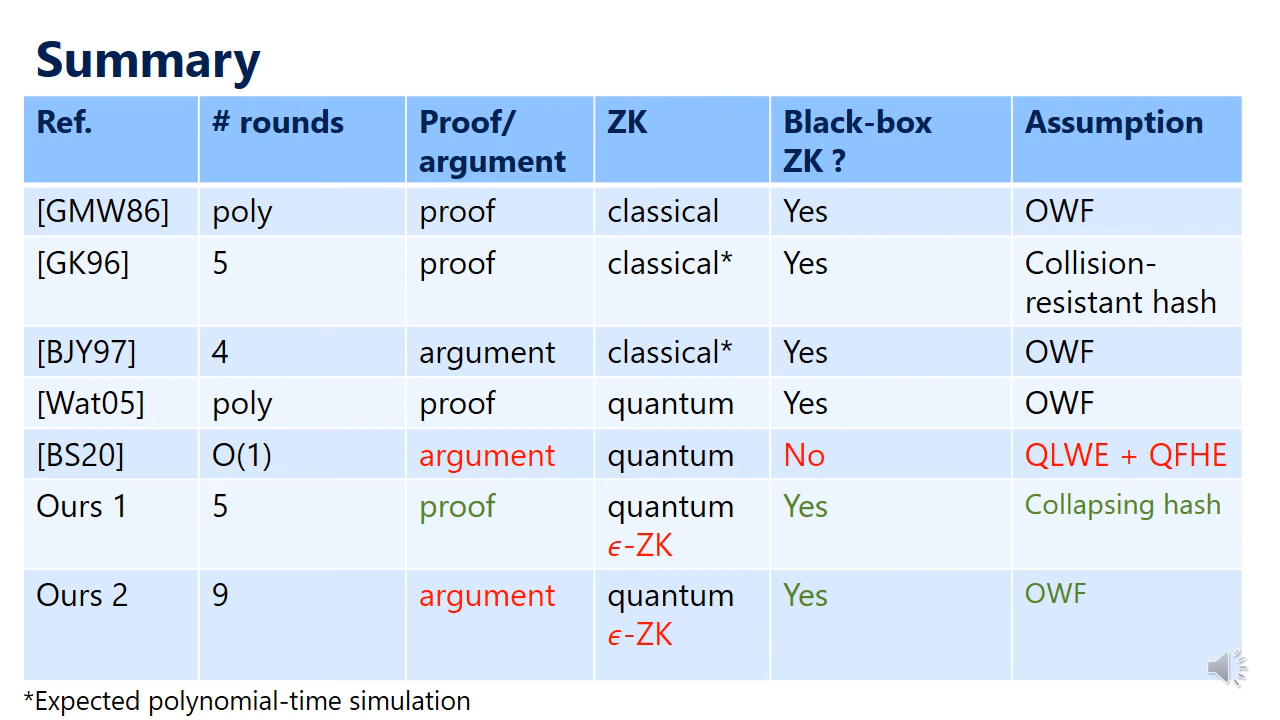 Summary
Ref. # rounds Proof/ ZK Black-box Assumption
argument ZK ?
[GMW86] poly proof classical Yes OWF
[GK96] 5 proof classical* Yes Collision-
resistant hash
[BJY97] 4 argument classical* Yes OWF
[Wat05] poly proof quantum Yes OWF
[BS20] O(1) argument quantum No QLWE + QFHE
Ours 1 5 proof quantum Yes Collapsing hash
ϵ-ZK
Ours 2 9 argument quantum Yes OWF
ϵ-ZK
*Expected polynomial-time simulation